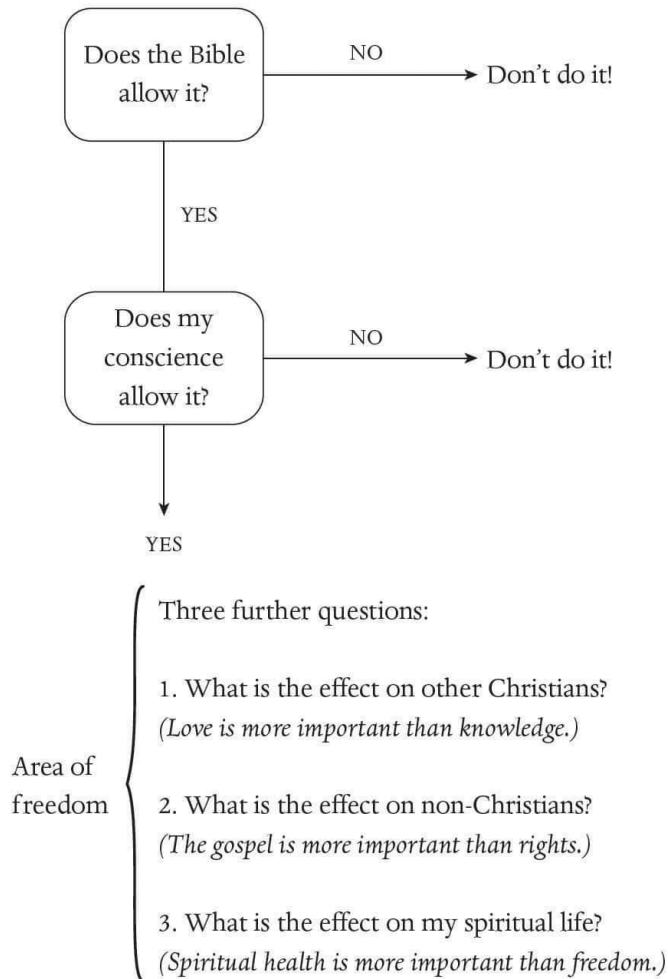 Does the Bible
allow it?
NO
Don’t do it!
YES
Does my
conscience
allow it?
NO
Don’t do it!
YES
Three further questions:
1. What is the effect on other Christians?
(Love is more important than knowledge.)
Area of
freedom
2. What is the effect on non-Christians?
(The gospel is more important than rights.)
3. What is the effect on my spiritual life?
(Spiritual health is more important than freedom.)